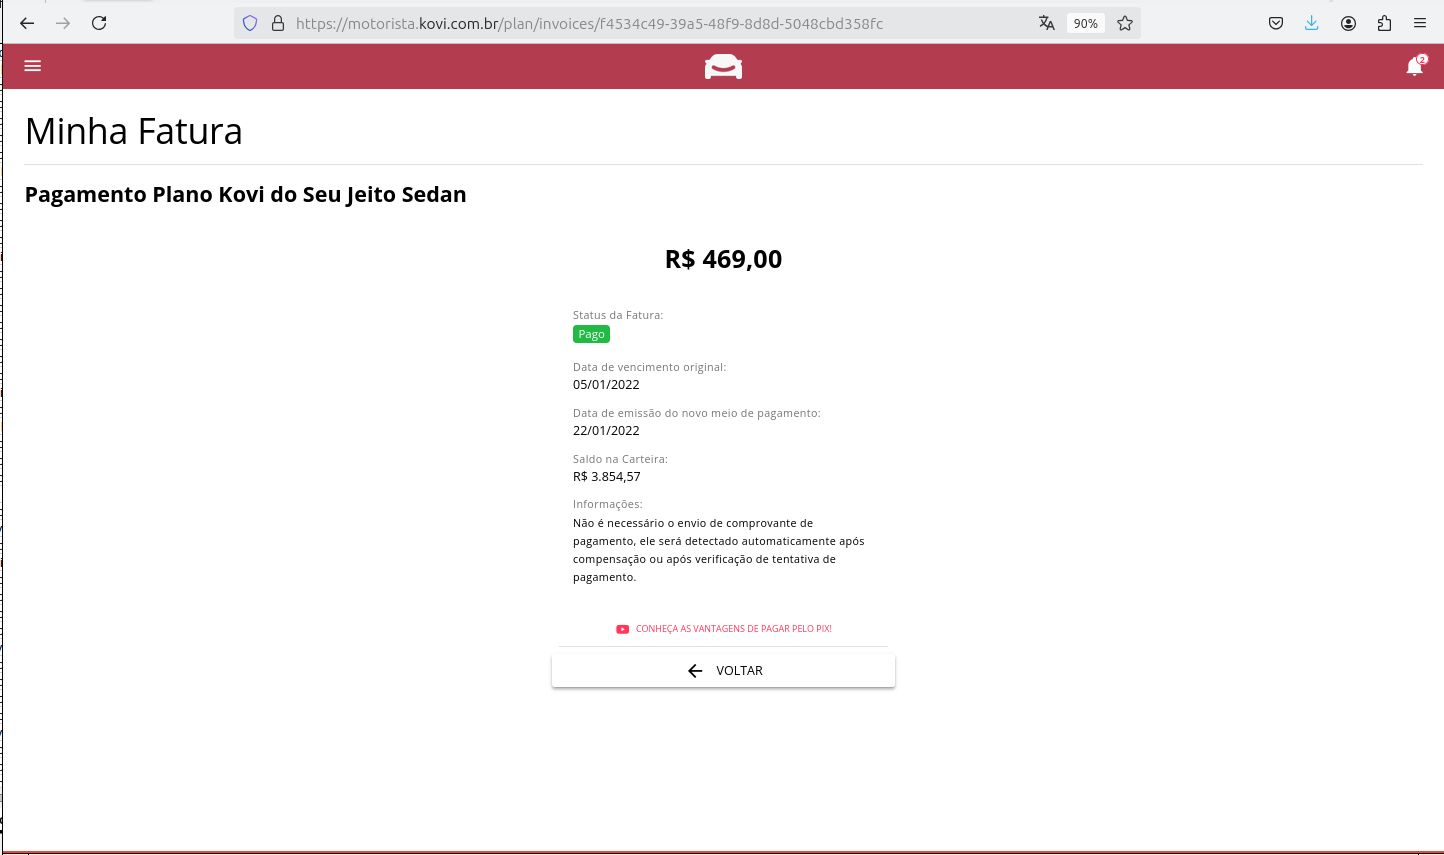 https://motorista.kovi.com.br/plan/invoices/f4534c49-39a5-48f9-8d8d-5048cbd358fc
90%
2
Minha Fatura
Pagamento Plano Kovi do Seu Jeito Sedan
R$ 469,00
Status da Fatura:
Pago
Data de vencimento original:
05/01/2022
Data de emissão do novo meio de pagamento:
22/01/2022
Saldo na Carteira:
R$ 3.854,57
Informações:
Não é necessário o envio de comprovante de
pagamento, ele será detectado automaticamente após
compensação ou após verificação de tentativa de
pagamento.
CONHEÇA AS VANTAGENS DE PAGAR PELO PIX!
VOLTAR